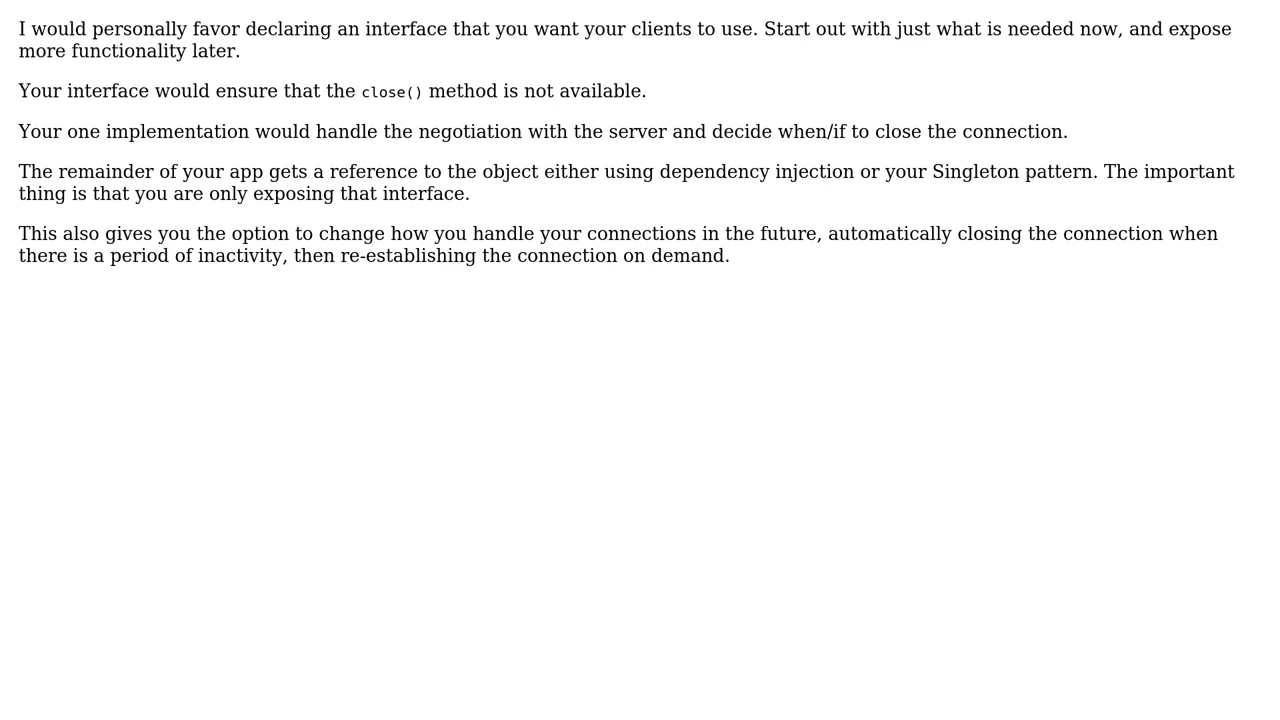 I would personally favor declaring an interface that you want your clients to use. Start out with just what is needed now, and expose
more functionality later.
Your interface would ensure that the close() method is not available.
Your one implementation would handle the negotiation with the server and decide when/if to close the connection.
The remainder of your app gets a reference to the object either using dependency injection or your Singleton pattern. The important
thing is that you are only exposing that interface.
This also gives you the option to change how you handle your connections in the future, automatically closing the connection when
there is a period of inactivity, then re-establishing the connection on demand.